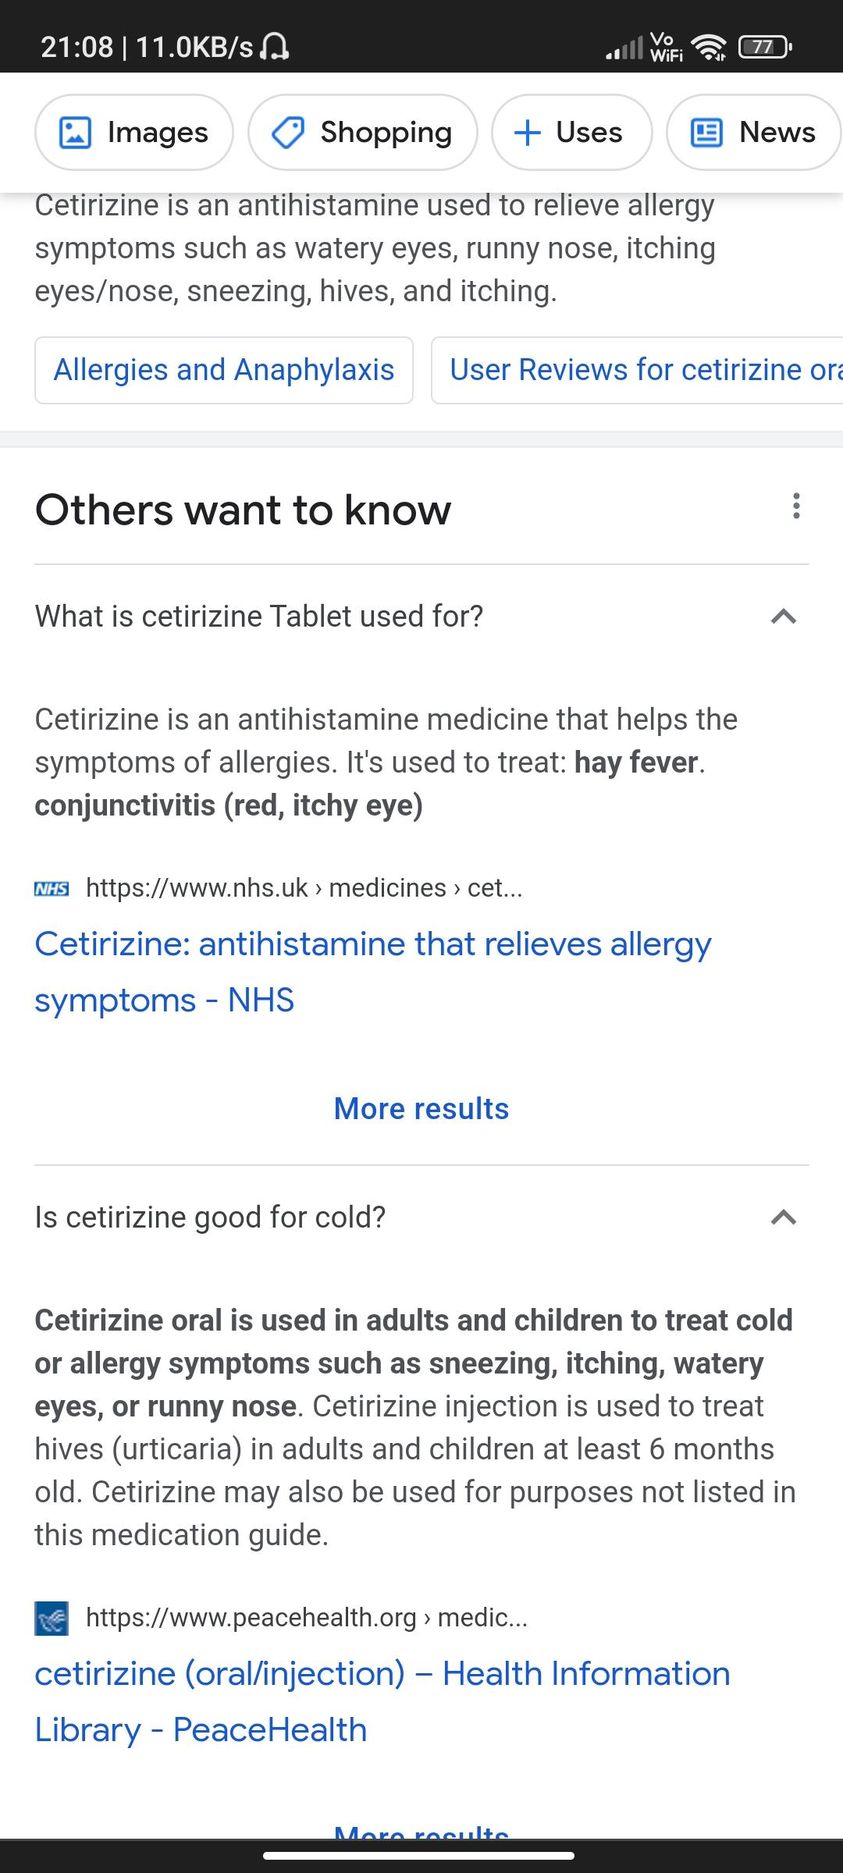 21:08 | 11.0KB/s
Vo
WiFi
77
Images
Shopping
Uses
News
Cetirizine is an antihistamine used to relieve allergy
symptoms such as watery eyes, runny nose, itching
eyes/nose, sneezing, hives, and itching.
Allergies and Anaphylaxis
User Reviews for cetirizine ora
Others want to know
What is cetirizine Tablet used for?
Cetirizine is an antihistamine medicine that helps the
symptoms of allergies. It's used to treat: hay fever.
conjunctivitis (red, itchy eye)
NHS https://www.nhs.uk › medicines › cet...
Cetirizine: antihistamine that relieves allergy
symptoms - NHS
More results
Is cetirizine good for cold?
Cetirizine oral is used in adults and children to treat cold
or allergy symptoms such as sneezing, itching, watery
eyes, or runny nose. Cetirizine injection is used to treat
hives (urticaria) in adults and children at least 6 months
old. Cetirizine may also be used for purposes not listed in
this medication guide.
https://www.peacehealth.org › medic...
cetirizine (oral/injection) – Health Information
Library - PeaceHealth
More results